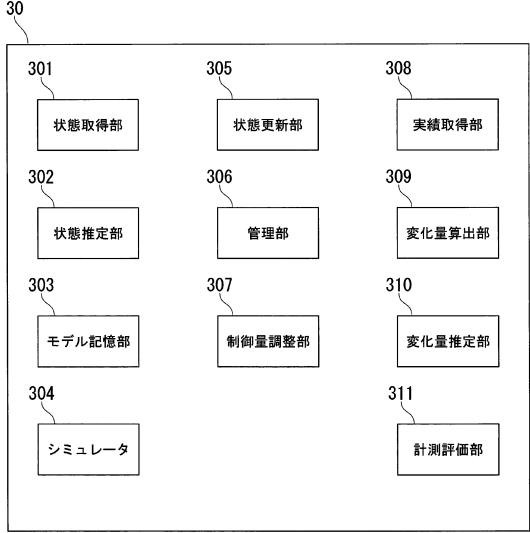 30
301
状態取得部
302
状態推定部
303
モデル記憶部
304
シミュレータ
305
状態更新部
306
管理部
307
制御量調整部
308
実績取得部
309
変化量算出部
310
変化量推定部
311
計測評価部